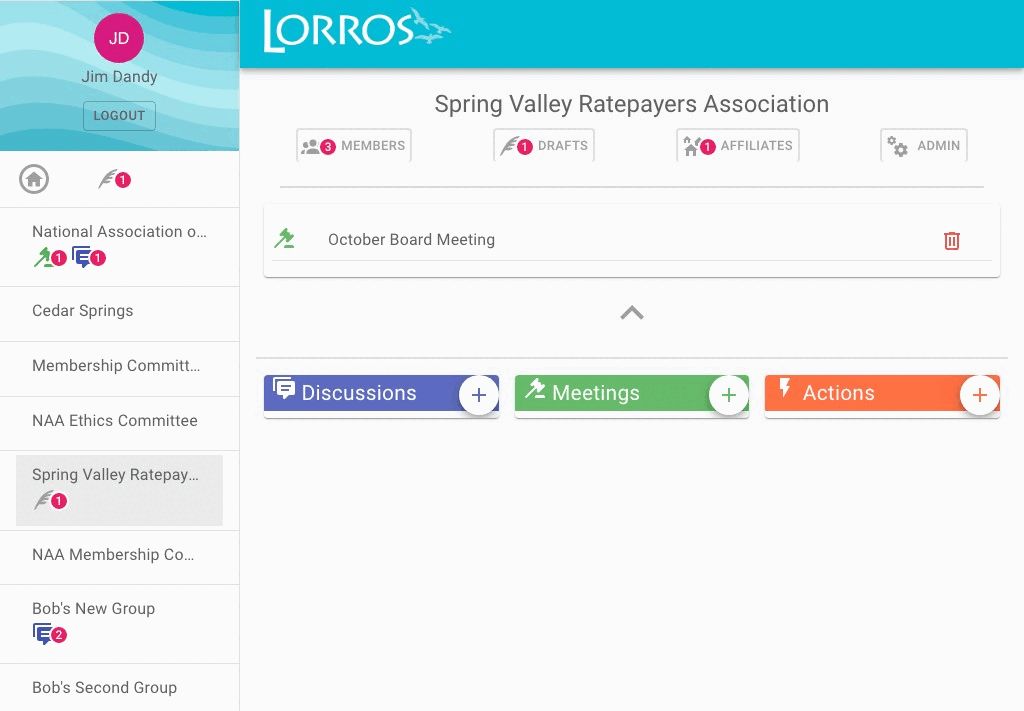 JD
Jim Dandy
LOGOUT
1
National Association o...
1 1
Cedar Springs
Membership Committ...
NAA Ethics Committee
Spring Valley Ratepay...
1
NAA Membership Co...
Bob's New Group
2
Bob's Second Group
LORROS
Spring Valley Ratepayers Association
3 MEMBERS 1 DRAFTS 1 AFFILIATES ADMIN
October Board Meeting
Discussions + Meetings + Actions +